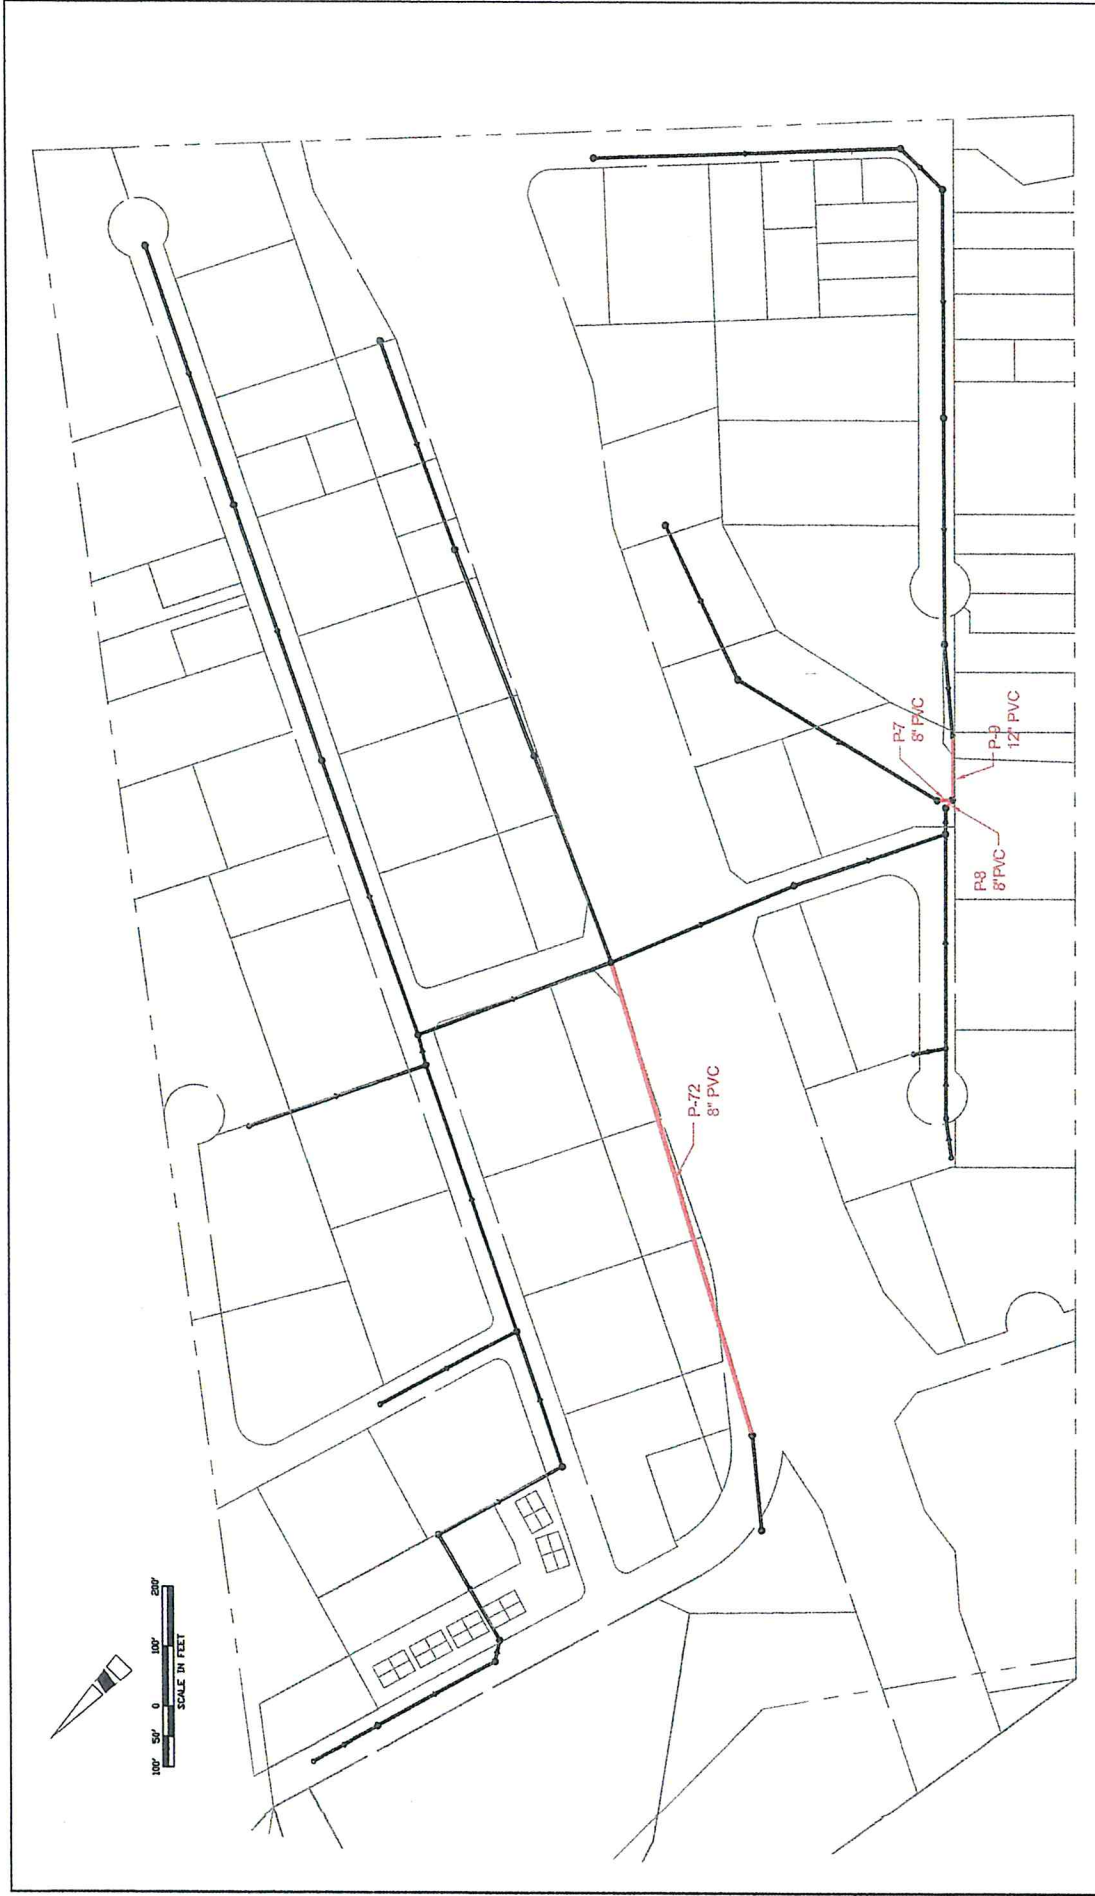 100' 50' 0 100' 200'
SCALE IN FEET
P-72
8" PVC
P-8
8"PVC
P-7
8" PVC
P-9
12" PVC